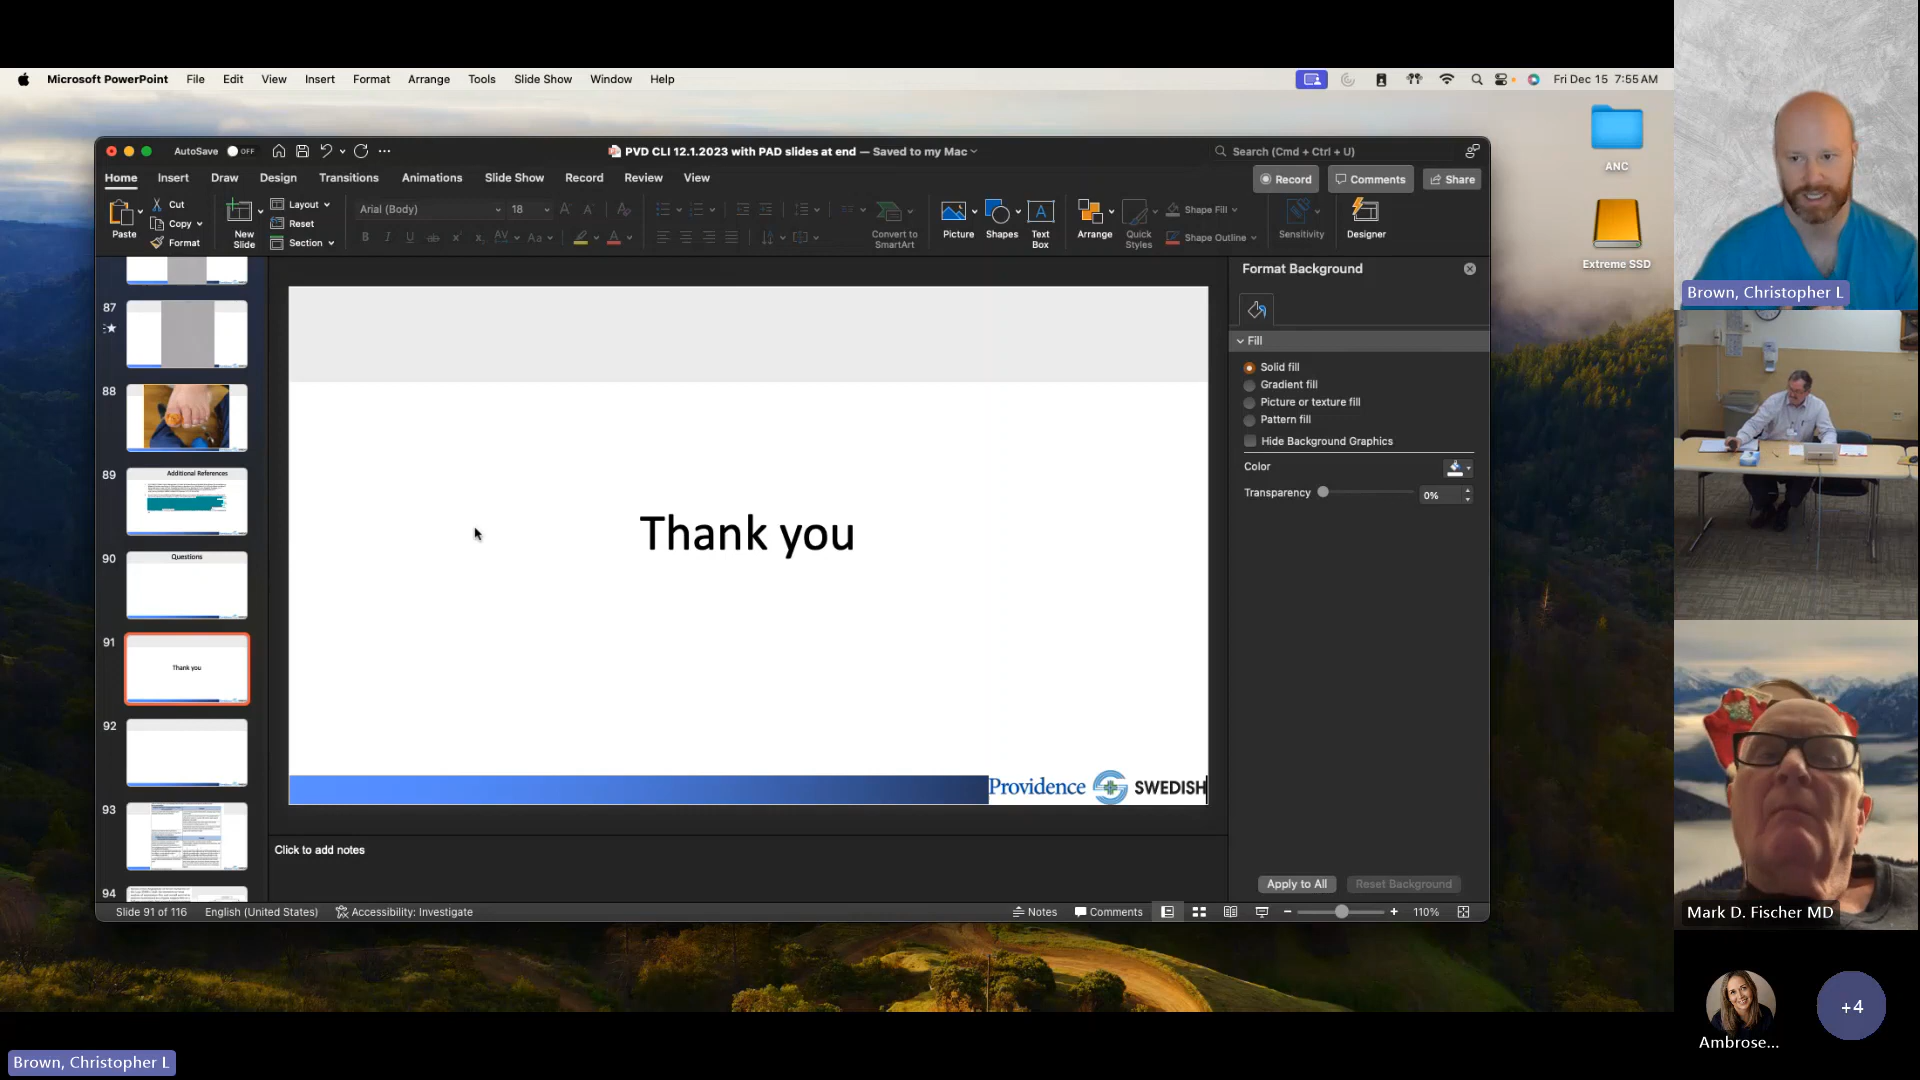 Microsoft PowerPoint File Edit View Insert Format Arrange Tools Slide Show Window Help
Fri Dec 15 7:55 AM
AutoSave OFF
PVD CLI 12.1.2023 with PAD slides at end — Saved to my Mac
Search (Cmd + Ctrl + U)
Home Insert Draw Design Transitions Animations Slide Show Record Review View
Record Comments Share
Paste
Cut
Copy
Format
New Slide
Layout
Reset
Section
Arial (Body) 18
Convert to SmartArt
Picture
Shapes
Text Box
Arrange
Quick Styles
Shape Fill
Shape Outline
Sensitivity
Designer
87
88
89
Additional References
90
Questions
91
Thank you
92
93
94
Thank you
Providence SWEDISH
Click to add notes
Format Background
Fill
Solid fill
Gradient fill
Picture or texture fill
Pattern fill
Hide Background Graphics
Color
Transparency 0%
Apply to All Reset Background
Slide 91 of 116 English (United States) Accessibility: Investigate
Notes Comments 110%
ANC
Extreme SSD
Brown, Christopher L
Mark D. Fischer MD
Ambrose...
+4
Brown, Christopher L